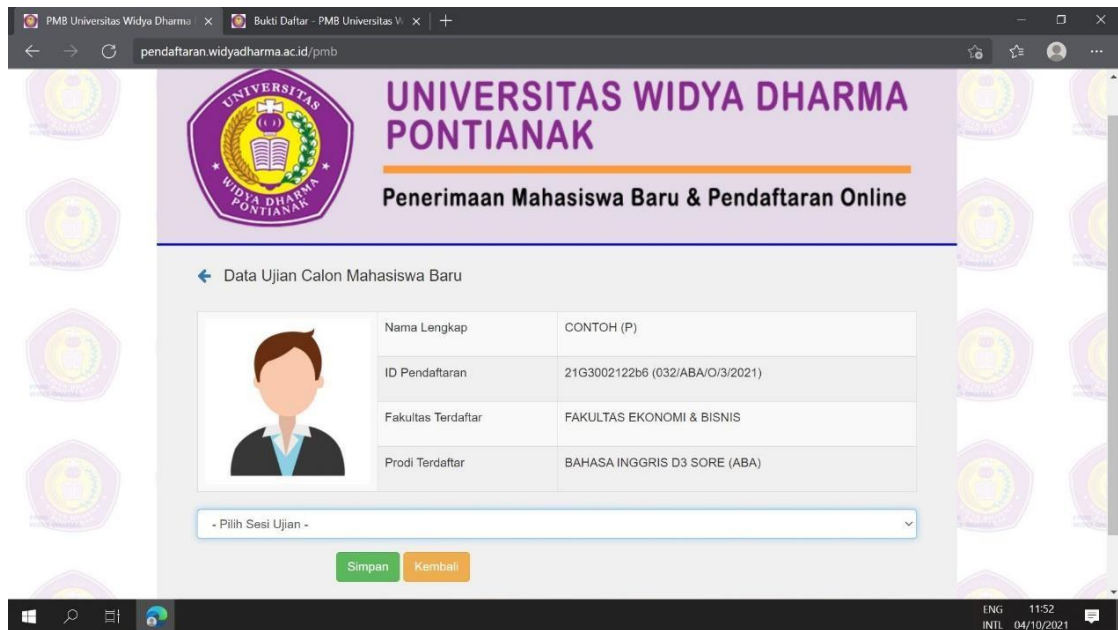 PMB Universitas Widya Dharma
Bukti Daftar - PMB Universitas W
pendaftaran.widyadharma.ac.id/pmb
UNIVERSITAS
WIDYA DHARMA
PONTIANAK
UNIVERSITAS WIDYA DHARMA
PONTIANAK
Penerimaan Mahasiswa Baru & Pendaftaran Online
Data Ujian Calon Mahasiswa Baru
Nama Lengkap CONTOH (P)
ID Pendaftaran 21G3002122b6 (032/ABA/O/3/2021)
Fakultas Terdaftar FAKULTAS EKONOMI & BISNIS
Prodi Terdaftar BAHASA INGGRIS D3 SORE (ABA)
- Pilih Sesi Ujian -
Simpan Kembali
ENG 11:52
INTL 04/10/2021